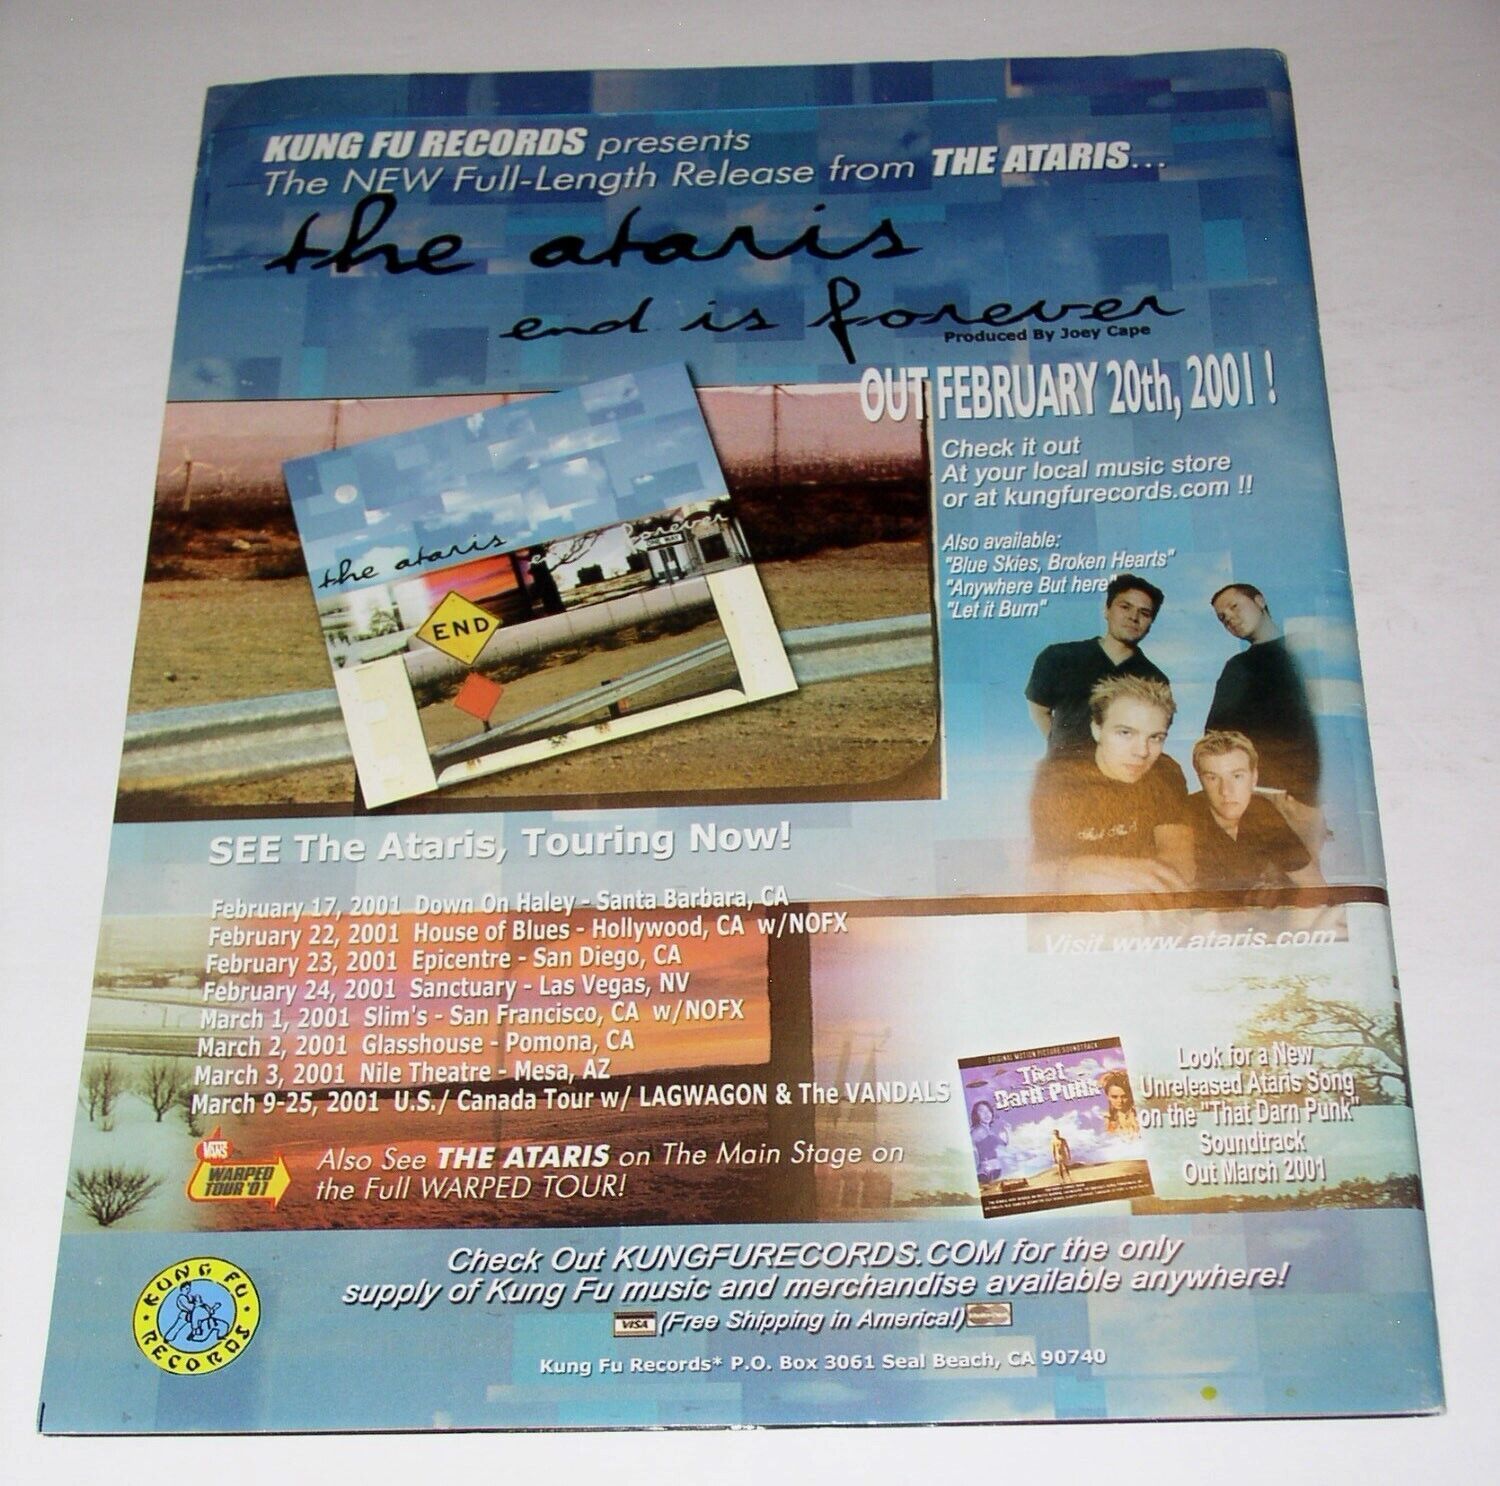 KUNG FU RECORDS presents
The NEW Full-Length Release from THE ATARIS...
the ataris
end is forever
Produced By Joey Cape
OUT FEBRUARY 20th, 2001 !
Check it out
At your local music store
or at kungfurecords.com !!
Also available:
"Blue Skies, Broken Hearts"
"Anywhere But here"
"Let it Burn"
the ataris
forever
ONE WAY
END
SEE The Ataris, Touring Now!
February 17, 2001 Down On Haley - Santa Barbara, CA
February 22, 2001 House of Blues - Hollywood, CA w/NOFX
February 23, 2001 Epicentre - San Diego, CA
February 24, 2001 Sanctuary - Las Vegas, NV
March 1, 2001 Slim's - San Francisco, CA w/NOFX
March 2, 2001 Glasshouse - Pomona, CA
March 3, 2001 Nile Theatre - Mesa, AZ
March 9-25, 2001 U.S./ Canada Tour w/ LAGWAGON & The VANDALS
Visit www.ataris.com
ORIGINAL MOTION PICTURE SOUNDTRACK
That
Darn Punk
Look for a New
Unreleased Ataris Song
on the "That Darn Punk"
Soundtrack
Out March 2001
VANS
WARPED
TOUR '01
Also See THE ATARIS on The Main Stage on
the Full WARPED TOUR!
KUNG FU
RECORDS
Check Out KUNGFURECORDS.COM for the only
supply of Kung Fu music and merchandise available anywhere!
VISA (Free Shipping in America!)
Kung Fu Records* P.O. Box 3061 Seal Beach, CA 90740